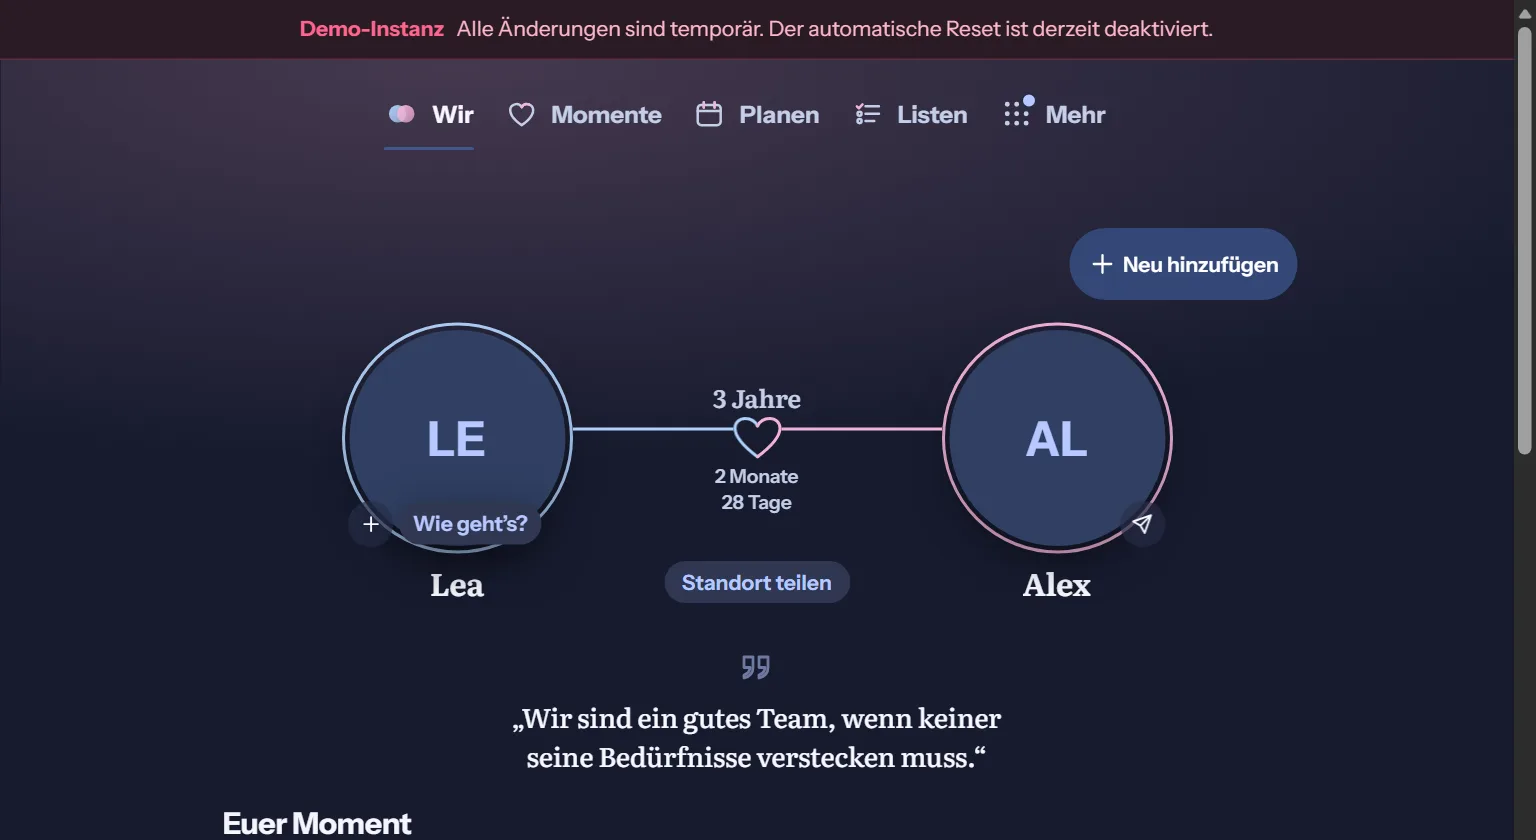 Demo-Instanz Alle Änderungen sind temporär. Der automatische Reset ist derzeit deaktiviert.
Wir Momente Planen Listen Mehr
Neu hinzufügen
LE
3 Jahre
2 Monate
28 Tage
AL
Wie geht’s?
Lea
Standort teilen
Alex
„Wir sind ein gutes Team, wenn keiner
seine Bedürfnisse verstecken muss.“
Euer Moment